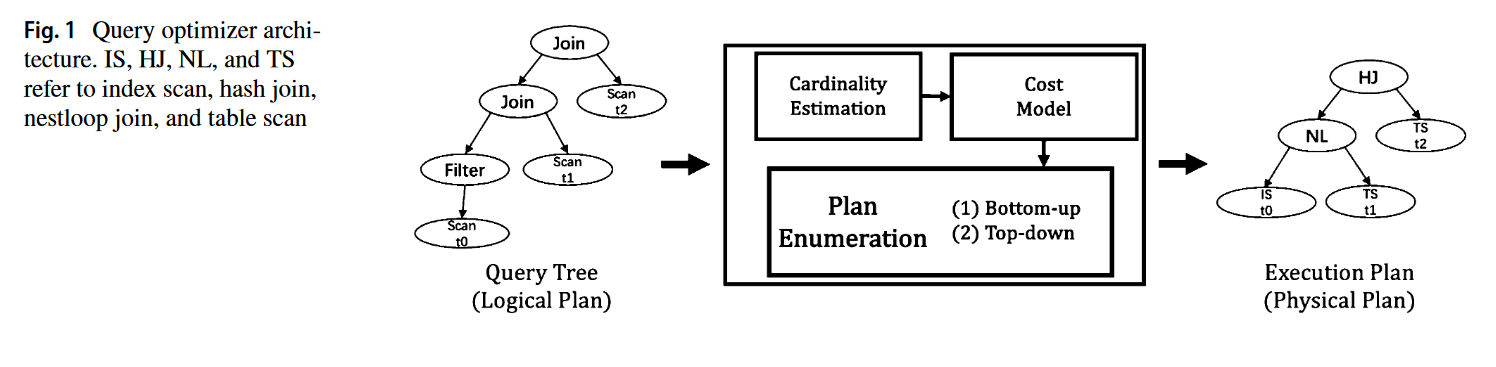 Fig. 1 Query optimizer archi-
tecture. IS, HJ, NL, and TS
refer to index scan, hash join,
nestloop join, and table scan
Join
Join
Scan
t2
Filter
Scan
t1
Scan
t0
Query Tree
(Logical Plan)
Cardinality
Estimation
Cost
Model
Plan
Enumeration
(1) Bottom-up
(2) Top-down
HJ
NL
TS
t2
IS
t0
TS
t1
Execution Plan
(Physical Plan)